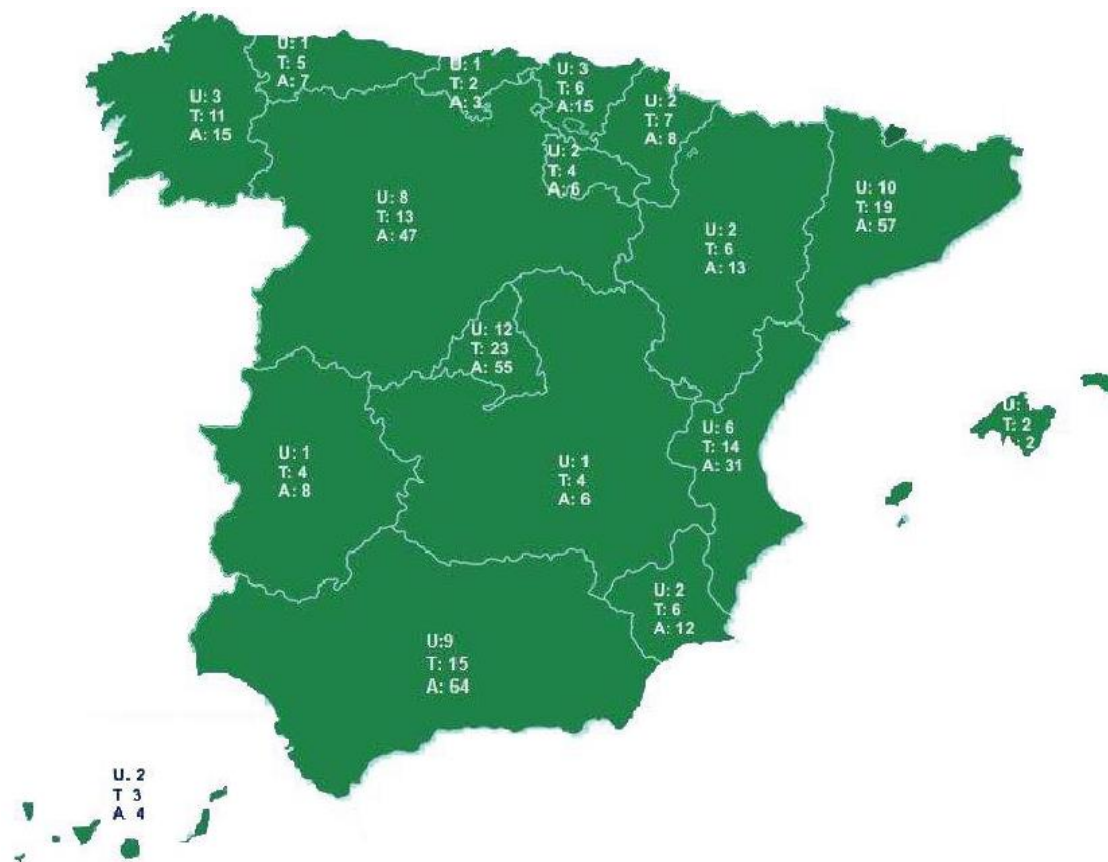 U: 1
T: 5
A: 7
U: 1
T: 2
A: 3
U: 3
T: 6
A:15
U: 2
T: 7
A: 8
U: 3
T: 11
A: 15
U: 2
T: 4
A: 6
U: 8
T: 13
A: 47
U: 2
T: 6
A: 13
U: 10
T: 19
A: 57
U: 12
T: 23
A: 55
U: 6
T: 14
A: 31
U:
T: 2
: 2
U: 1
T: 4
A: 8
U: 1
T: 4
A: 6
U: 2
T: 6
A: 12
U:9
T: 15
A: 64
U. 2
T 3
A 4